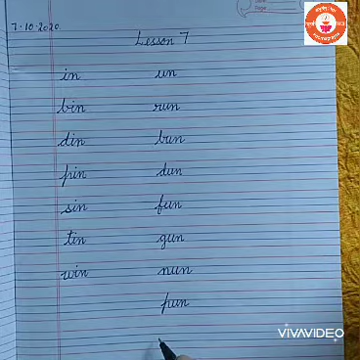 7-10-2020.
Lesson 7
in un
bin run
din bun
pin dun
sin fun
tin gun
win nun
pun
VIVAVIDEO